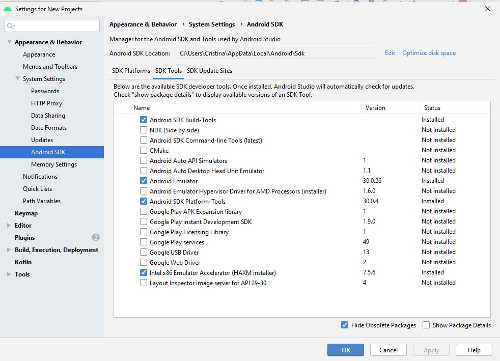 Settings for New Projects
Appearance & Behavior
Appearance
Menus and Toolbars
System Settings
Passwords
HTTP Proxy
Data Sharing
Date Formats
Updates
Android SDK
Memory Settings
Notifications
Quick Lists
Path Variables
Keymap
Editor
Plugins 2
Build, Execution, Deployment
Kotlin
Tools
Appearance & Behavior › System Settings › Android SDK
Manager for the Android SDK and Tools used by Android Studio
Android SDK Location: C:\Users\Cristina\AppData\Local\Android\Sdk Edit Optimize disk space
SDK Platforms SDK Tools SDK Update Sites
Below are the available SDK developer tools. Once installed, Android Studio will automatically check for updates.
Check "show package details" to display available versions of an SDK Tool.
Name Version Status
Android SDK Build-Tools Installed
NDK (Side by side) Not installed
Android SDK Command-line Tools (latest) Not installed
CMake Not installed
Android Auto API Simulators 1 Not installed
Android Auto Desktop Head Unit Emulator 1.1 Not installed
Android Emulator 30.0.26 Installed
Android Emulator Hypervisor Driver for AMD Processors (installer) 1.6.0 Not installed
Android SDK Platform-Tools 30.0.4 Installed
Google Play APK Expansion library 1 Not installed
Google Play Instant Development SDK 1.9.0 Not installed
Google Play Licensing Library 1 Not installed
Google Play services 49 Not installed
Google USB Driver 13 Not installed
Google Web Driver 2 Not installed
Intel x86 Emulator Accelerator (HAXM installer) 7.5.6 Installed
Layout Inspector image server for API 29-30 4 Not installed
Hide Obsolete Packages Show Package Details
OK Cancel Apply Help